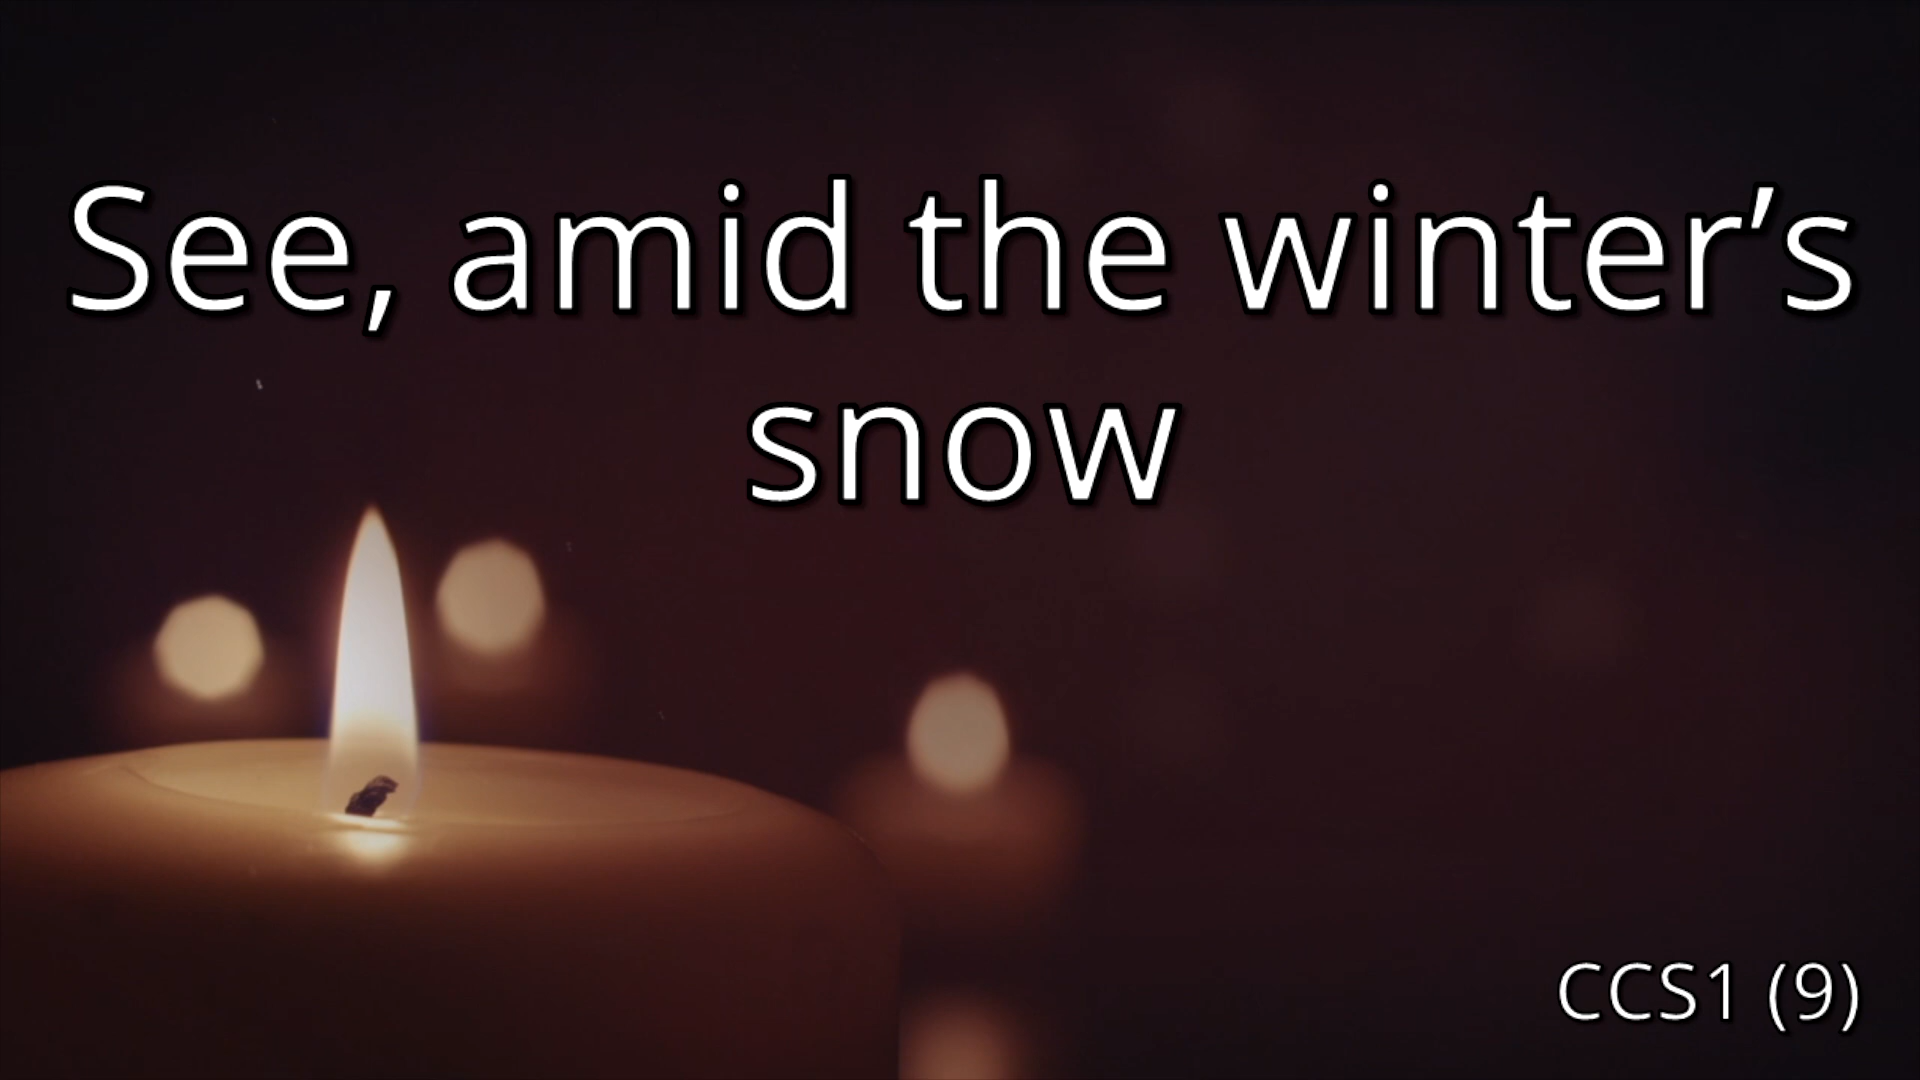 See, amid the winter’s
snow
CCS1 (9)